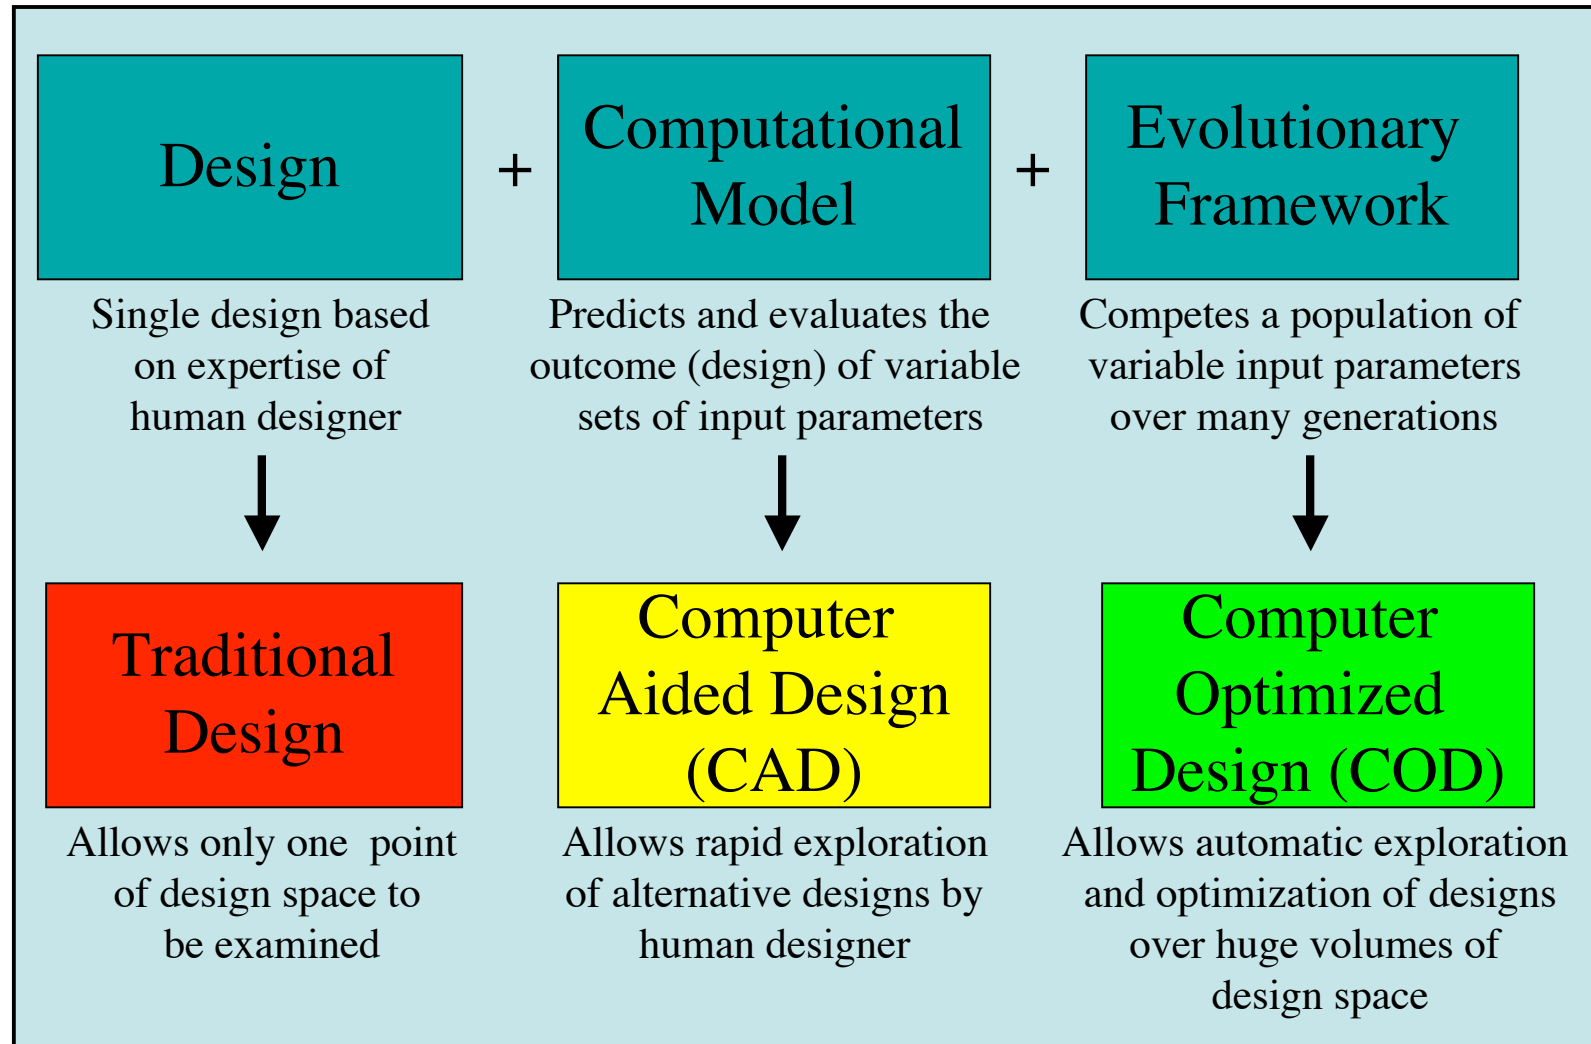 Design
+
Computational
Model
+
Evolutionary
Framework
Single design based
on expertise of
human designer
Predicts and evaluates the
outcome (design) of variable
sets of input parameters
Competes a population of
variable input parameters
over many generations
Traditional
Design
Computer
Aided Design
(CAD)
Computer
Optimized
Design (COD)
Allows only one point
of design space to
be examined
Allows rapid exploration
of alternative designs by
human designer
Allows automatic exploration
and optimization of designs
over huge volumes of
design space